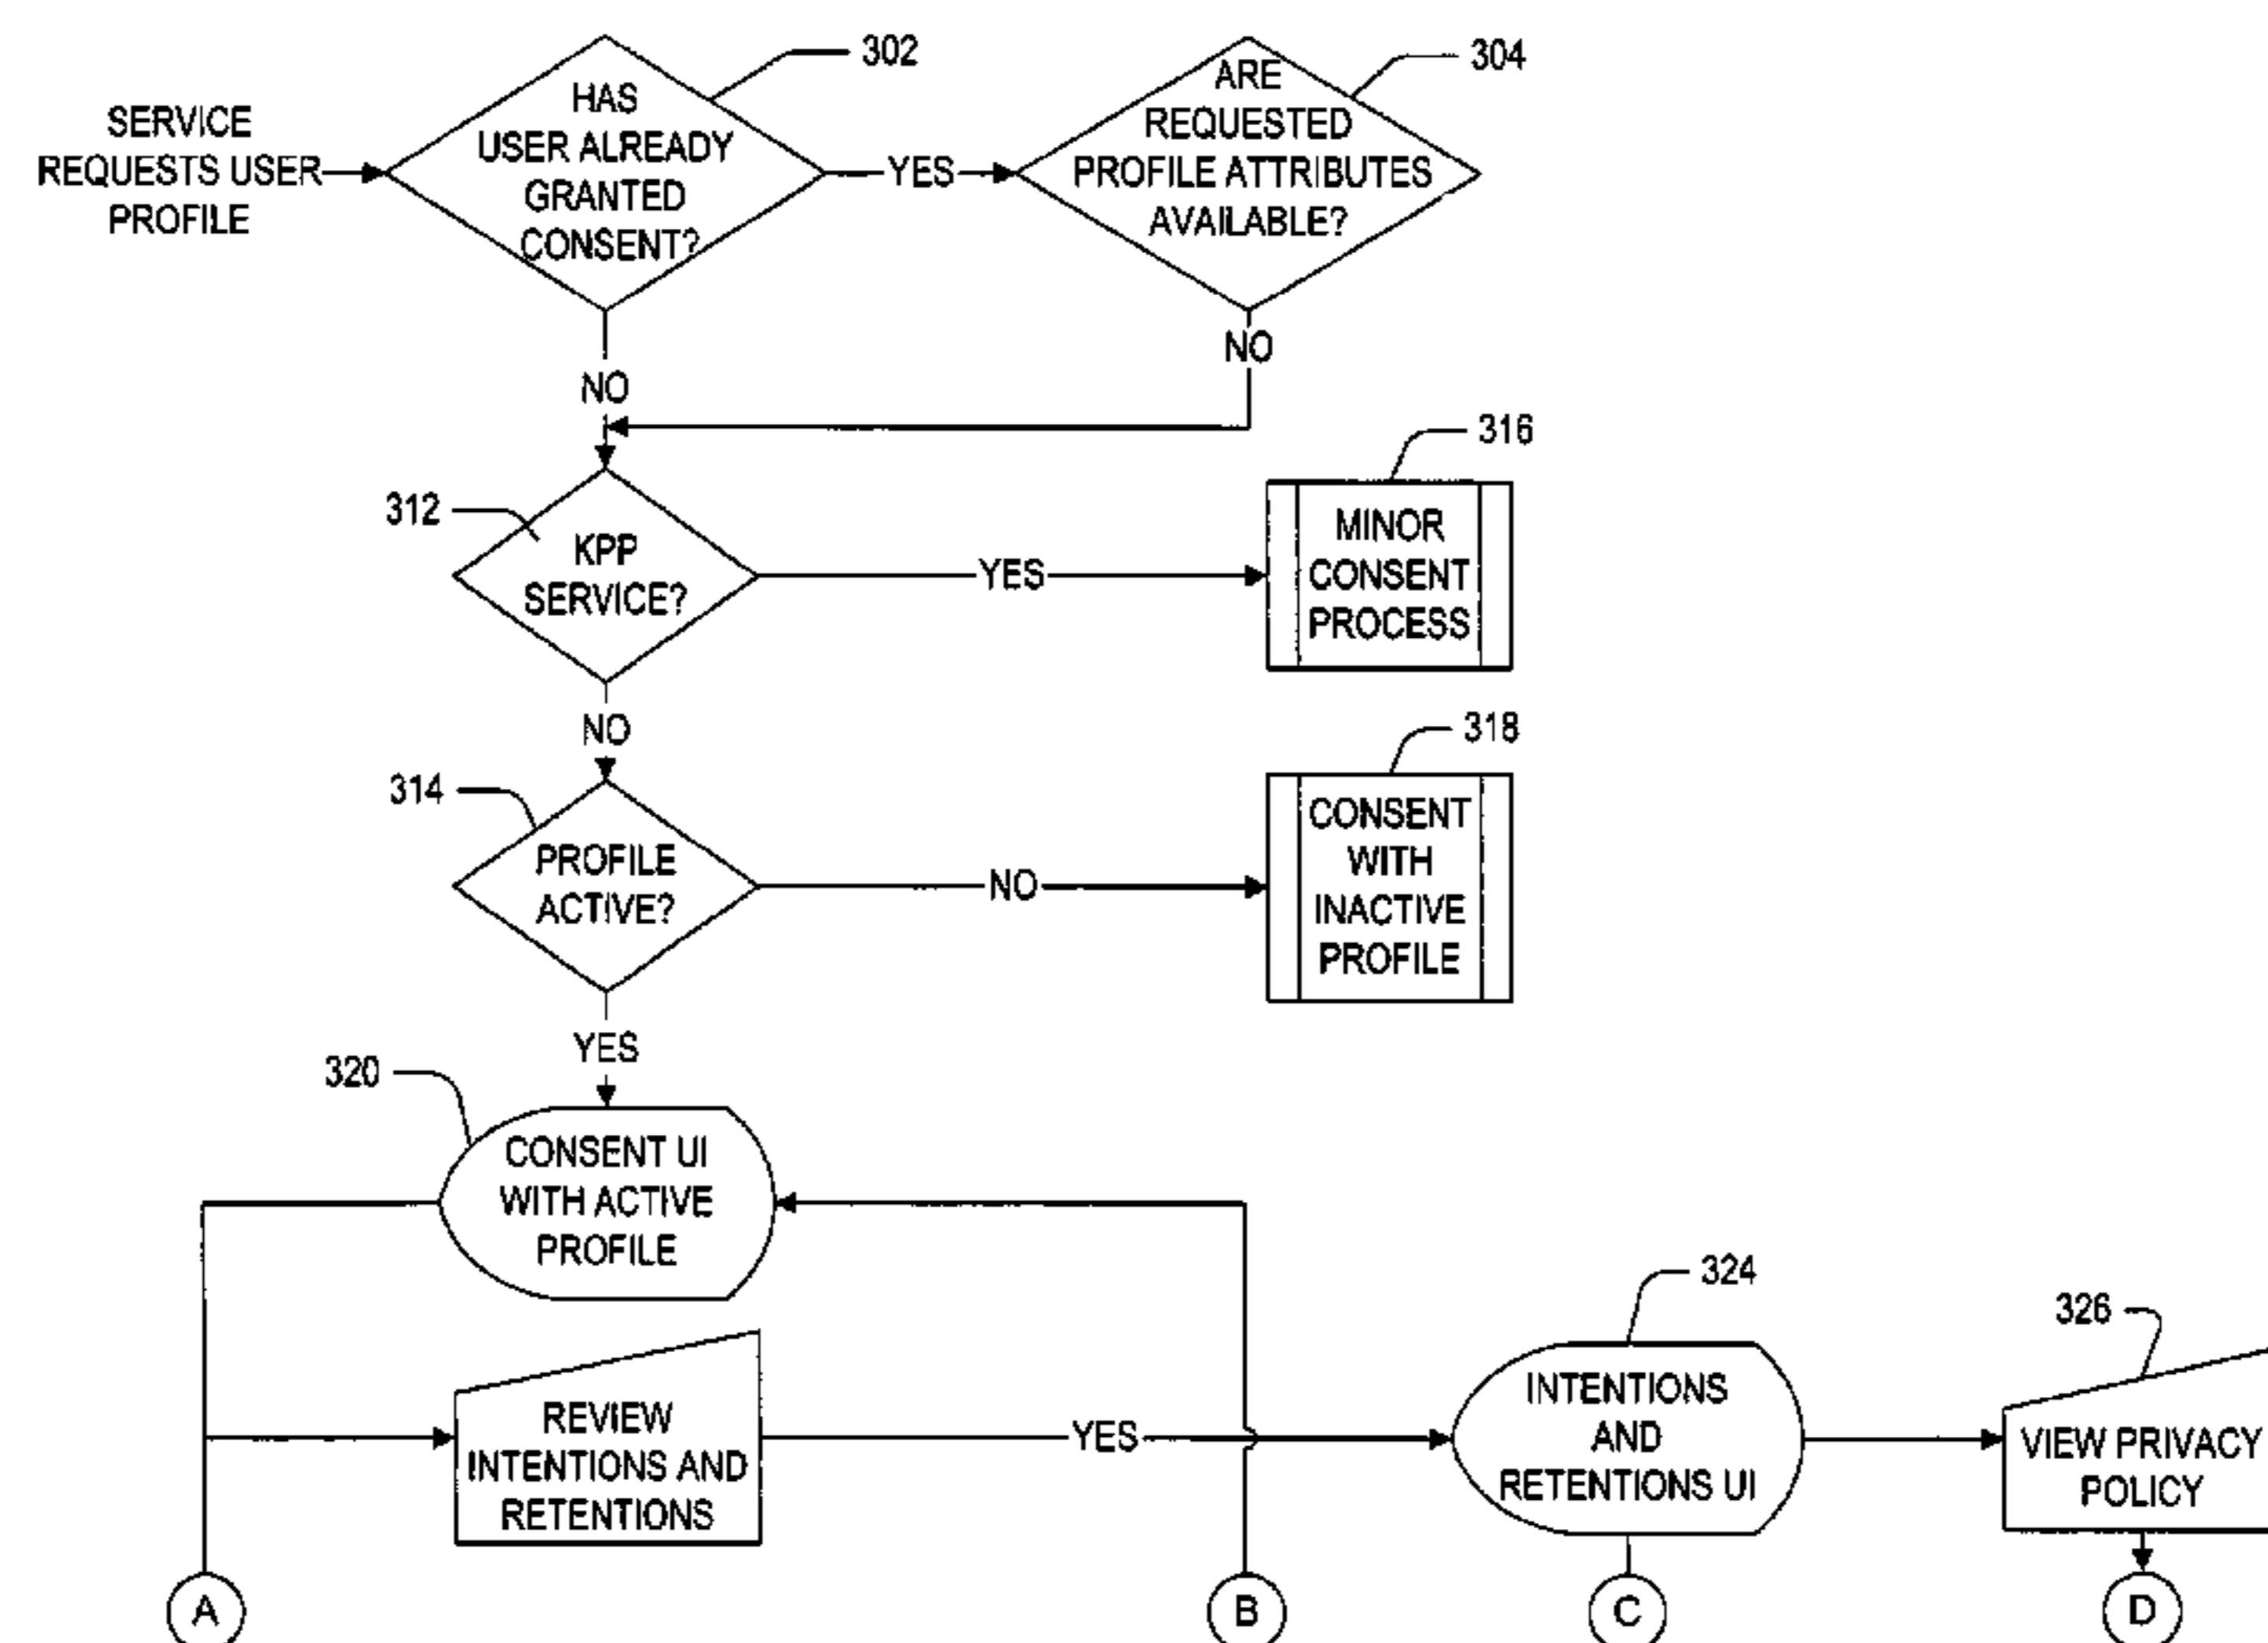 SERVICE
REQUESTS USER
PROFILE
HAS
USER ALREADY
GRANTED
CONSENT?
302
YES
ARE
REQUESTED
PROFILE ATTRIBUTES
AVAILABLE?
304
NO
NO
312
KPP
SERVICE?
YES
316
MINOR
CONSENT
PROCESS
NO
314
PROFILE
ACTIVE?
NO
318
CONSENT
WITH
INACTIVE
PROFILE
YES
320
CONSENT UI
WITH ACTIVE
PROFILE
REVIEW
INTENTIONS AND
RETENTIONS
YES
324
INTENTIONS
AND
RETENTIONS UI
326
VIEW PRIVACY
POLICY
A
B
C
D